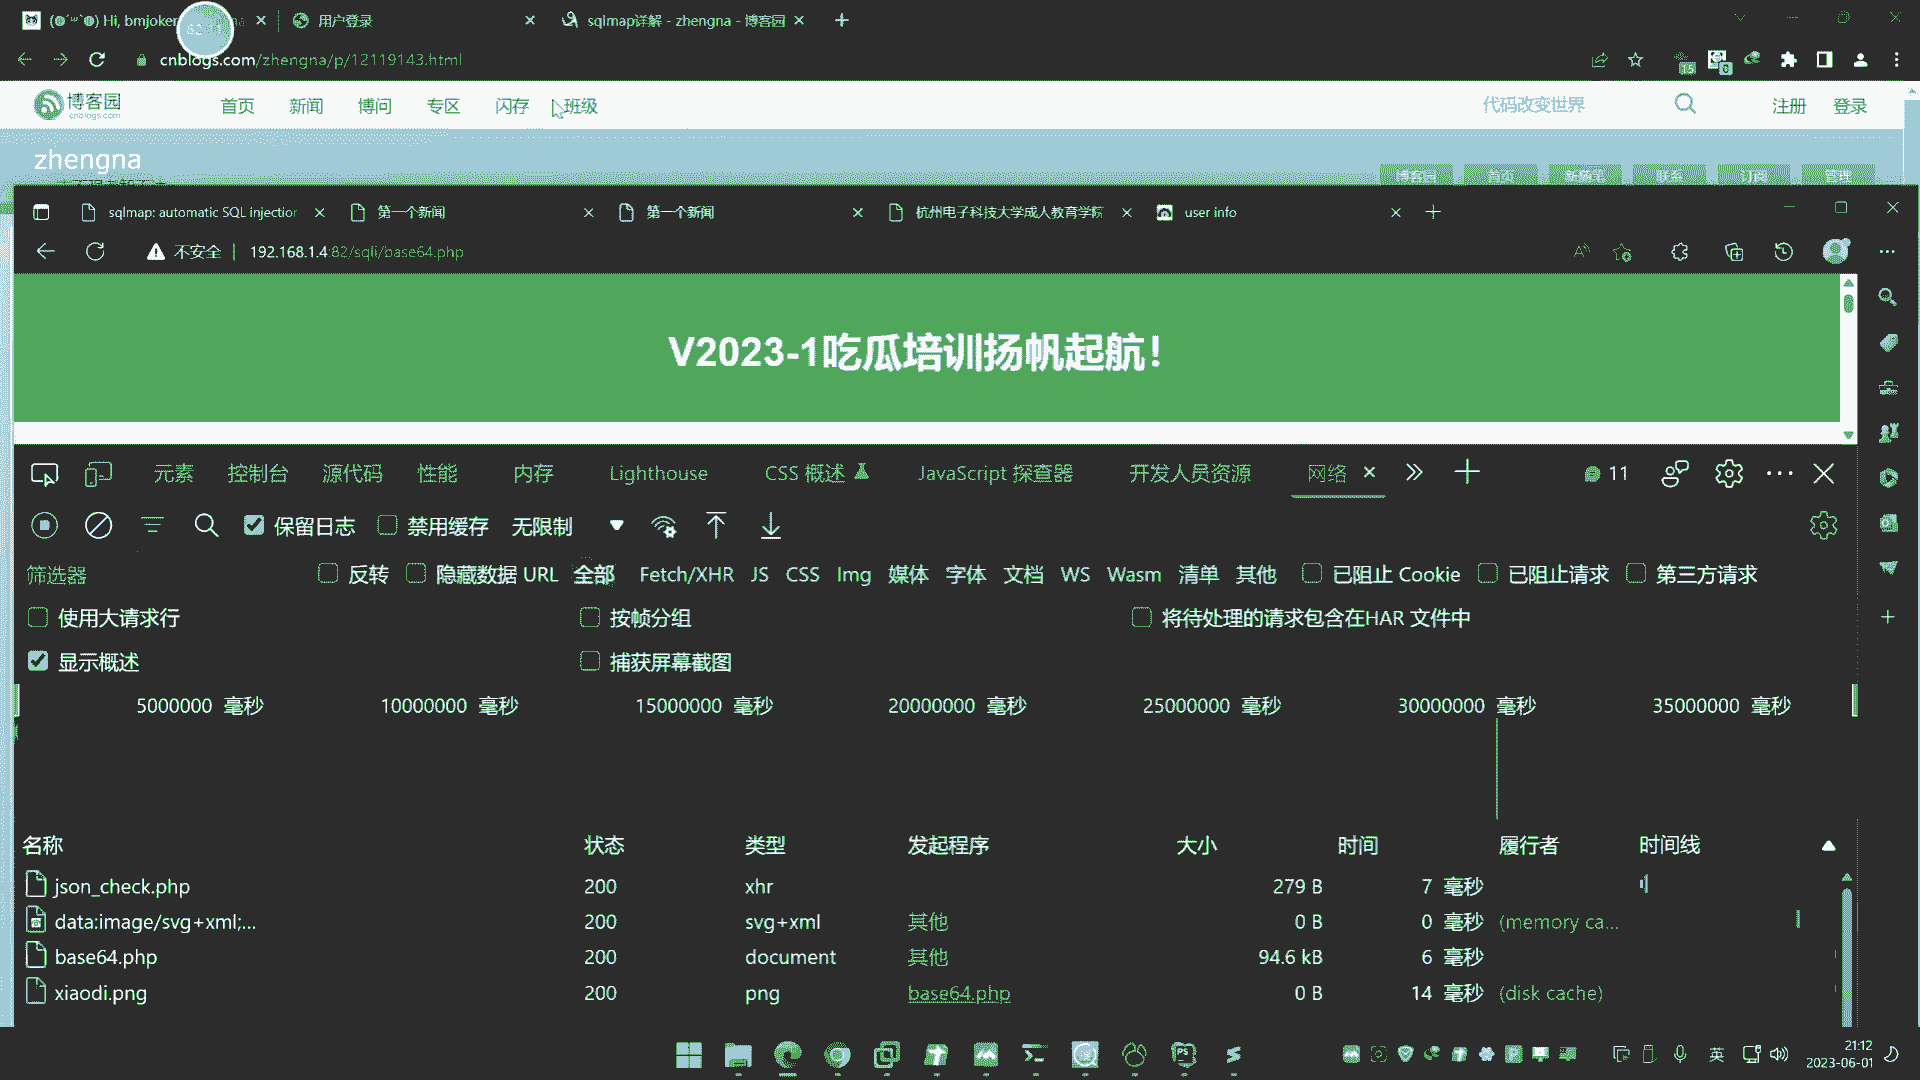 (๑´ᐢ`๑) Hi, bmjoker
用户登录
sqlmap详解 - zhengna - 博客园
cnblogs.com/zhengna/p/12119143.html
15
0
博客园
cnblogs.com
首页
新闻
博问
专区
闪存
班级
代码改变世界
注册
登录
zhengna
博客园
首页
新随笔
联系
订阅
管理
sqlmap: automatic SQL injection
第一个新闻
第一个新闻
杭州电子科技大学成人教育学院
user info
不安全
192.168.1.4:82/sqli/base64.php
V2023-1吃瓜培训扬帆起航！
元素
控制台
源代码
性能
内存
Lighthouse
CSS 概述
JavaScript 探查器
开发人员资源
网络
11
保留日志
禁用缓存
无限制
筛选器
反转
隐藏数据 URL
全部
Fetch/XHR
JS
CSS
Img
媒体
字体
文档
WS
Wasm
清单
其他
已阻止 Cookie
已阻止请求
第三方请求
使用大请求行
按帧分组
将待处理的请求包含在HAR 文件中
显示概述
捕获屏幕截图
5000000 毫秒
10000000 毫秒
15000000 毫秒
20000000 毫秒
25000000 毫秒
30000000 毫秒
35000000 毫秒
名称 状态 类型 发起程序 大小 时间 履行者 时间线
json_check.php 200 xhr 279 B 7 毫秒
data:image/svg+xml;... 200 svg+xml 其他 0 B 0 毫秒 (memory ca...
base64.php 200 document 其他 94.6 kB 6 毫秒
xiaodi.png 200 png base64.php 0 B 14 毫秒 (disk cache)
英
21:12
2023-06-01